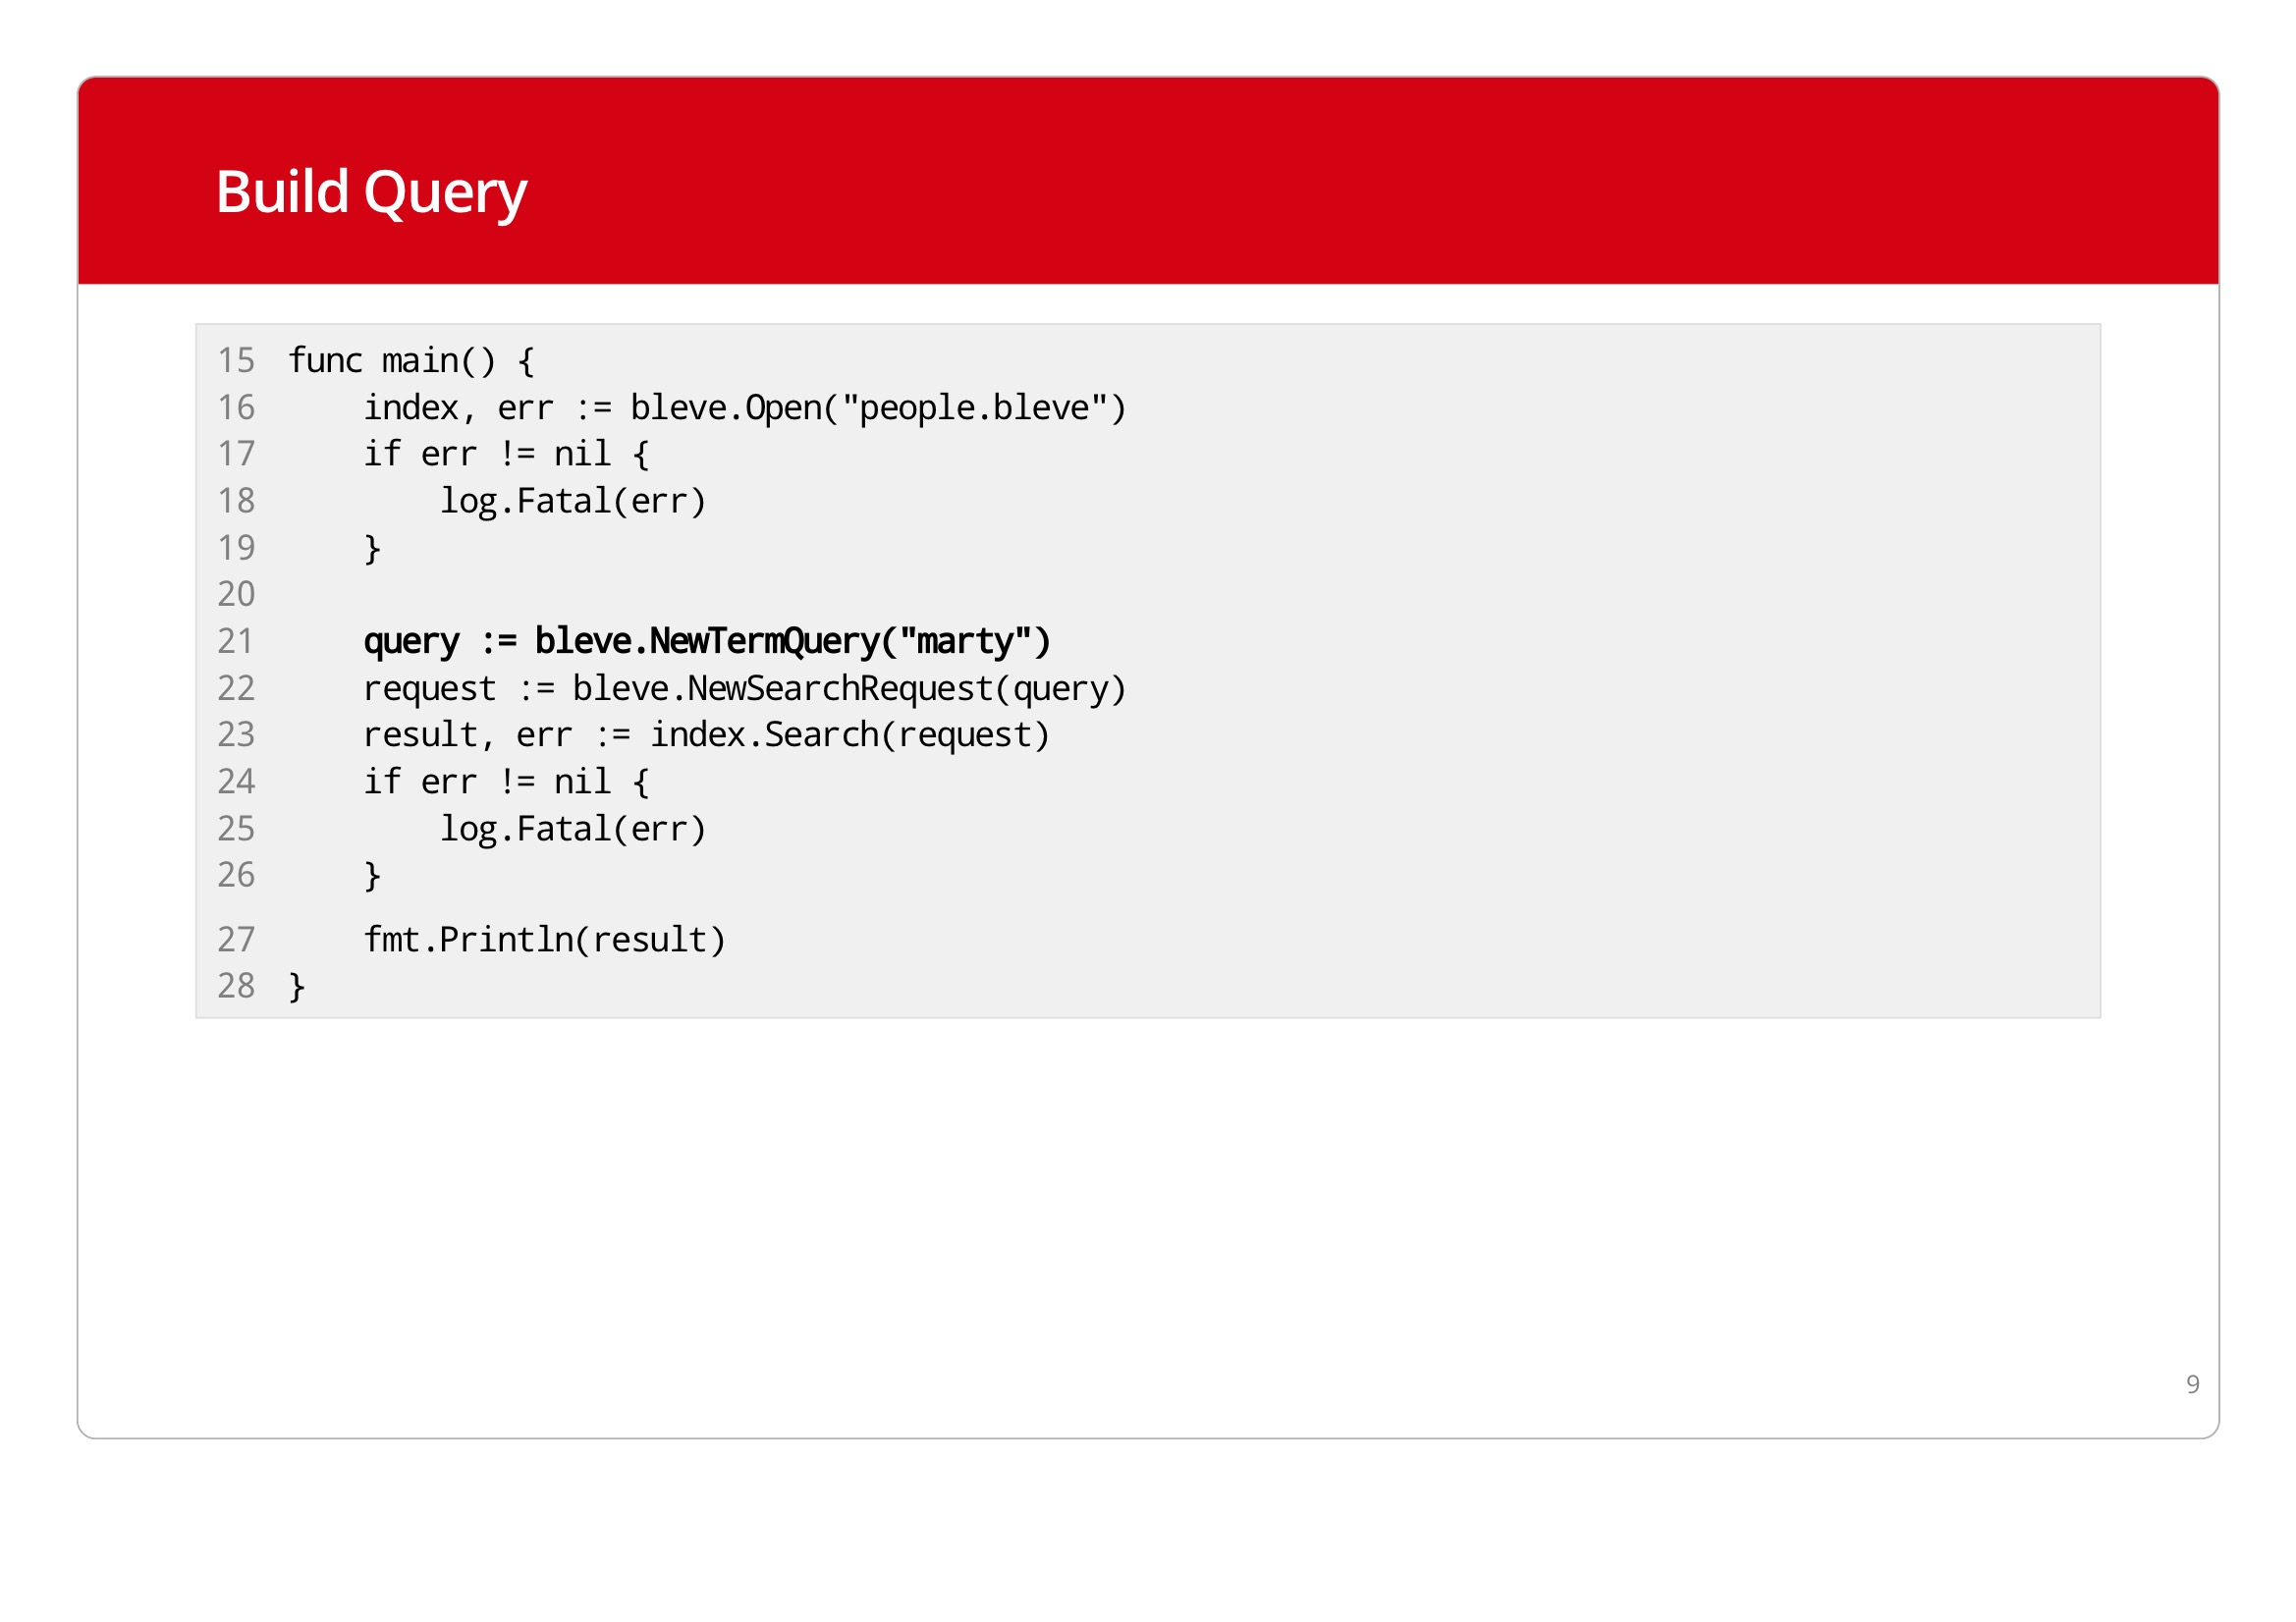 Build Query
15 func main() {
16     index, err := bleve.Open("people.bleve")
17     if err != nil {
18         log.Fatal(err)
19     }
20
21     query := bleve.NewTermQuery("marty")
22     request := bleve.NewSearchRequest(query)
23     result, err := index.Search(request)
24     if err != nil {
25         log.Fatal(err)
26     }
27     fmt.Println(result)
28 }
9